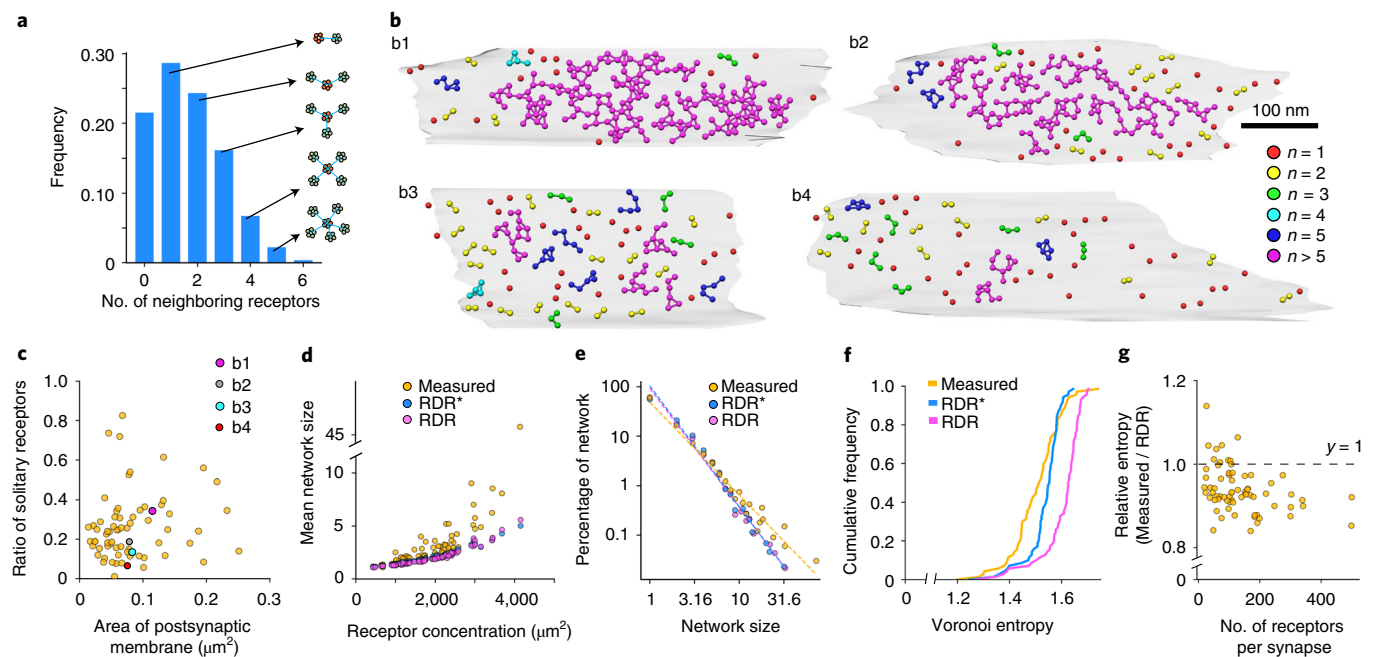 a
0.30
0.20
0.10
0
Frequency
0 2 4 6
No. of neighboring receptors
b
b1
b2
b3
b4
100 nm
n = 1
n = 2
n = 3
n = 4
n = 5
n > 5
c
b1
b2
b3
b4
1.0
0.8
0.6
0.4
0.2
0
Ratio of solitary receptors
0 0.1 0.2 0.3
Area of postsynaptic
membrane (μm²)
d
Measured
RDR*
RDR
45
10
5
0
Mean network size
0 2,000 4,000
Receptor concentration (μm²)
e
Measured
RDR*
RDR
100
10
1
0.1
Percentage of network
1 3.16 10 31.6
Network size
f
Measured
RDR*
RDR
1.0
0.8
0.6
0.4
0.2
0
Cumulative frequency
0 1.2 1.4 1.6
Voronoi entropy
g
1.2
1.0
0.8
0
y = 1
Relative entropy
(Measured / RDR)
0 200 400
No. of receptors
per synapse